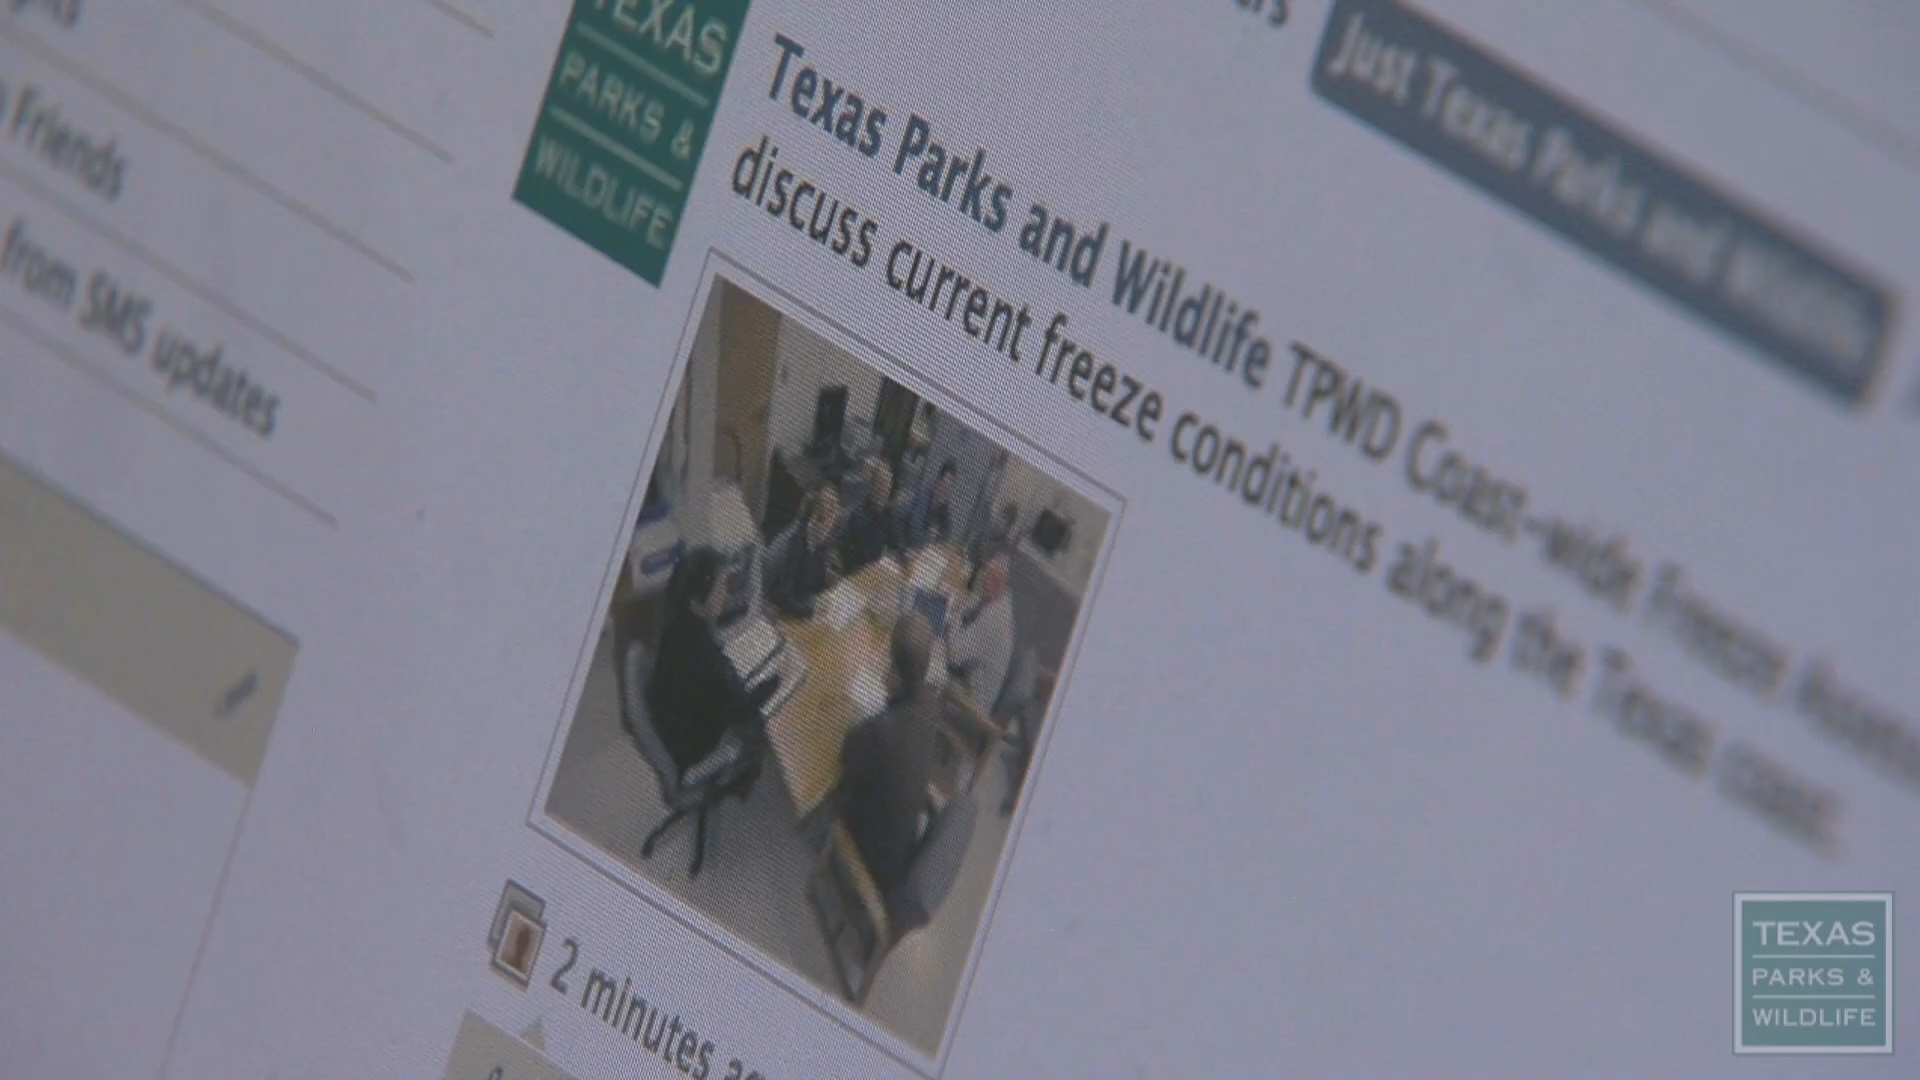 Friends
from SMS updates
TEXAS
PARKS &
WILDLIFE
Just Texas Parks and Wildlife
Texas Parks and Wildlife TPWD Coast-wide Freeze
discuss current freeze conditions along the Texas coast.
2 minutes
TEXAS
PARKS &
WILDLIFE